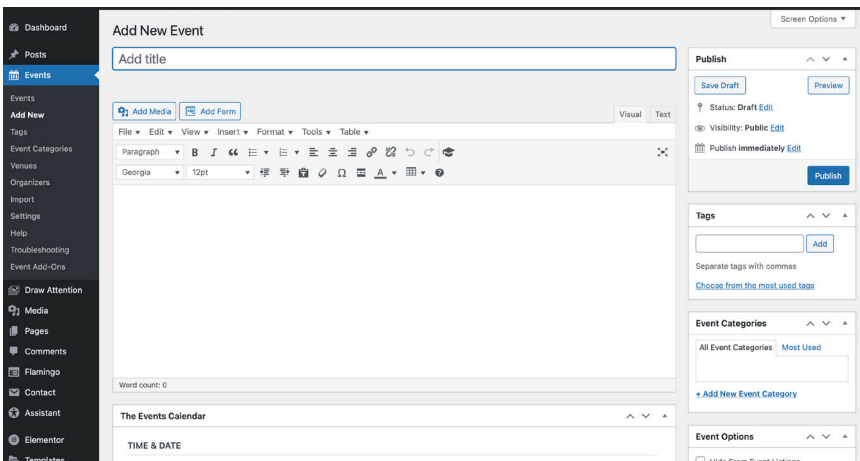 Dashboard
Posts
Events
Events
Add New
Tags
Event Categories
Venues
Organizers
Import
Settings
Help
Troubleshooting
Event Add-Ons
Draw Attention
Media
Pages
Comments
Flamingo
Contact
Assistant
Elementor
Templates
Screen Options ▼
Add New Event
Add title
Add Media Add Form
Visual Text
File ▾ Edit ▾ View ▾ Insert ▾ Format ▾ Tools ▾ Table ▾
Paragraph
Georgia 12pt
Word count: 0
The Events Calendar
TIME & DATE
Publish
Save Draft Preview
Status: Draft Edit
Visibility: Public Edit
Publish immediately Edit
Publish
Tags
Add
Separate tags with commas
Choose from the most used tags
Event Categories
All Event Categories Most Used
+ Add New Event Category
Event Options
Hide From Event Listings